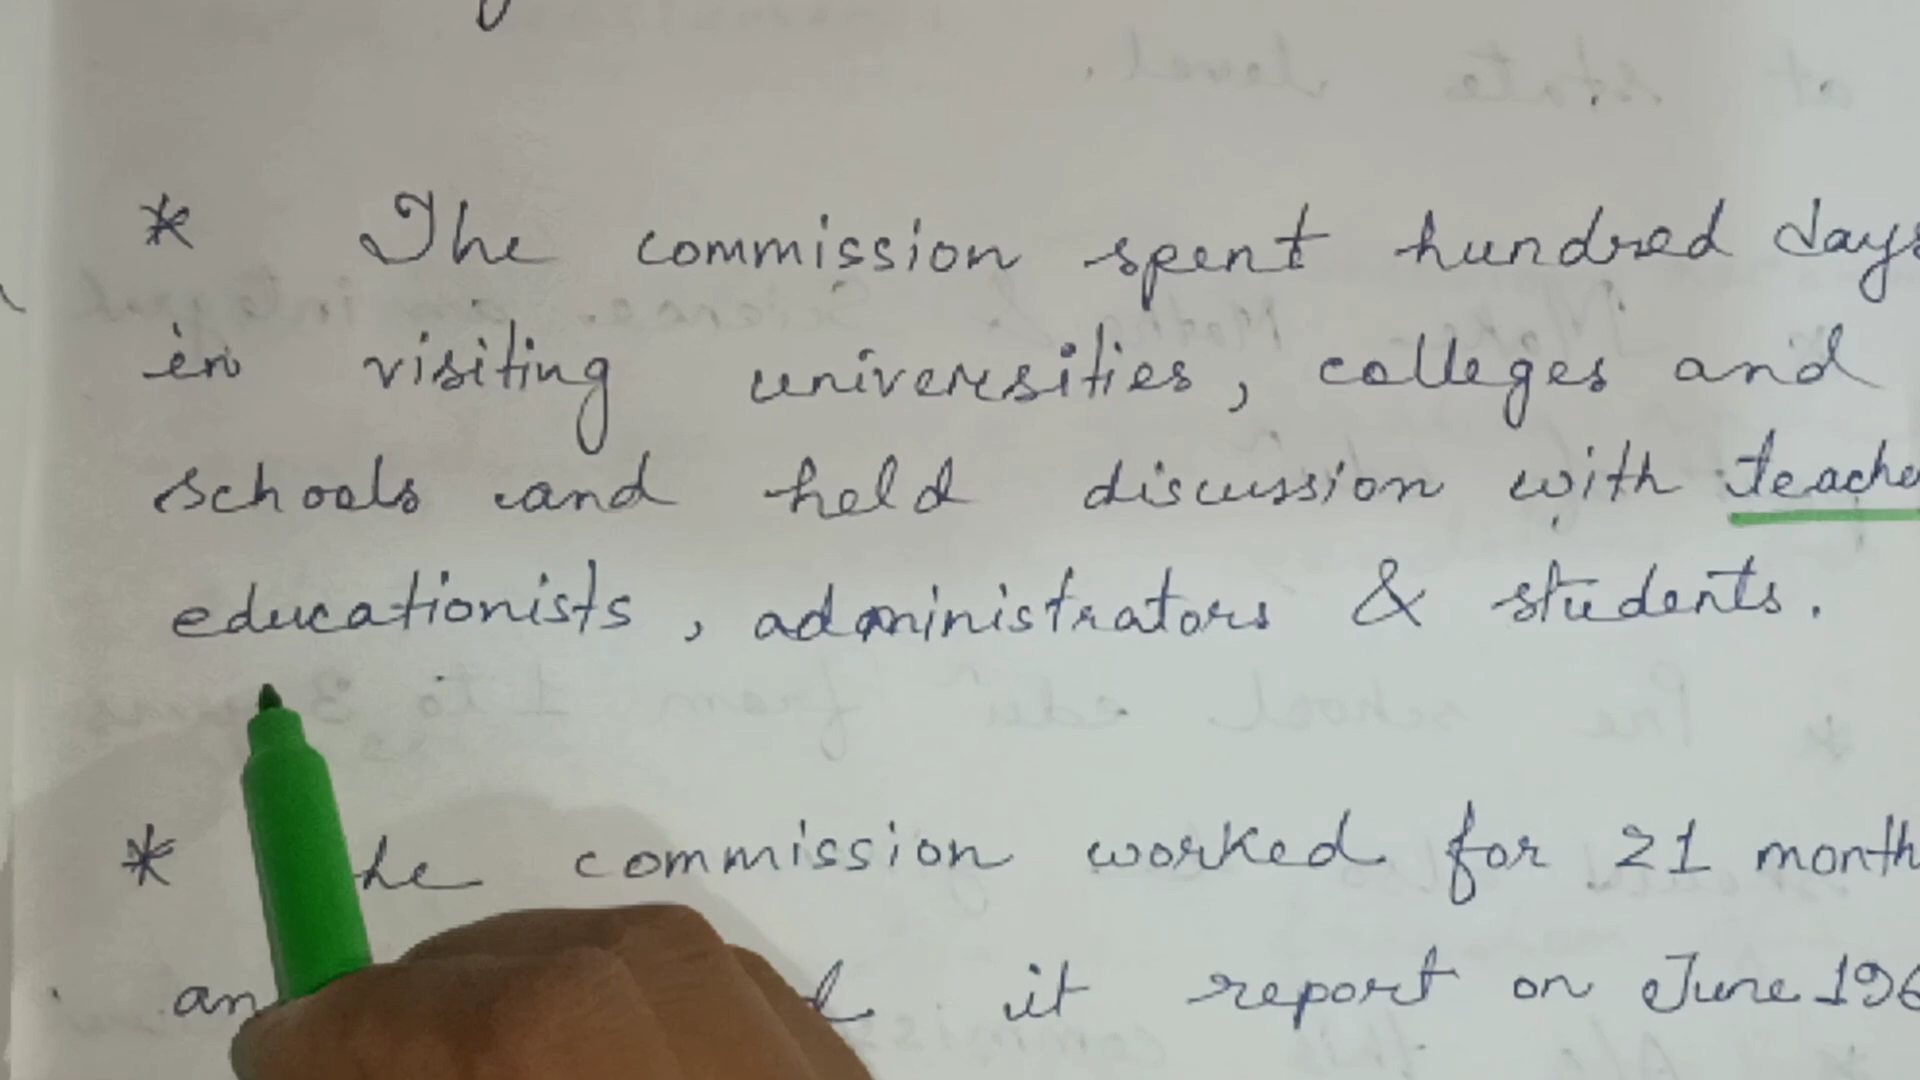 * The commission spent hundred days
in visiting universities, colleges and
schools and held discussion with teache
educationists, administrators & students.
* he commission worked for 21 month
an it report on June 196